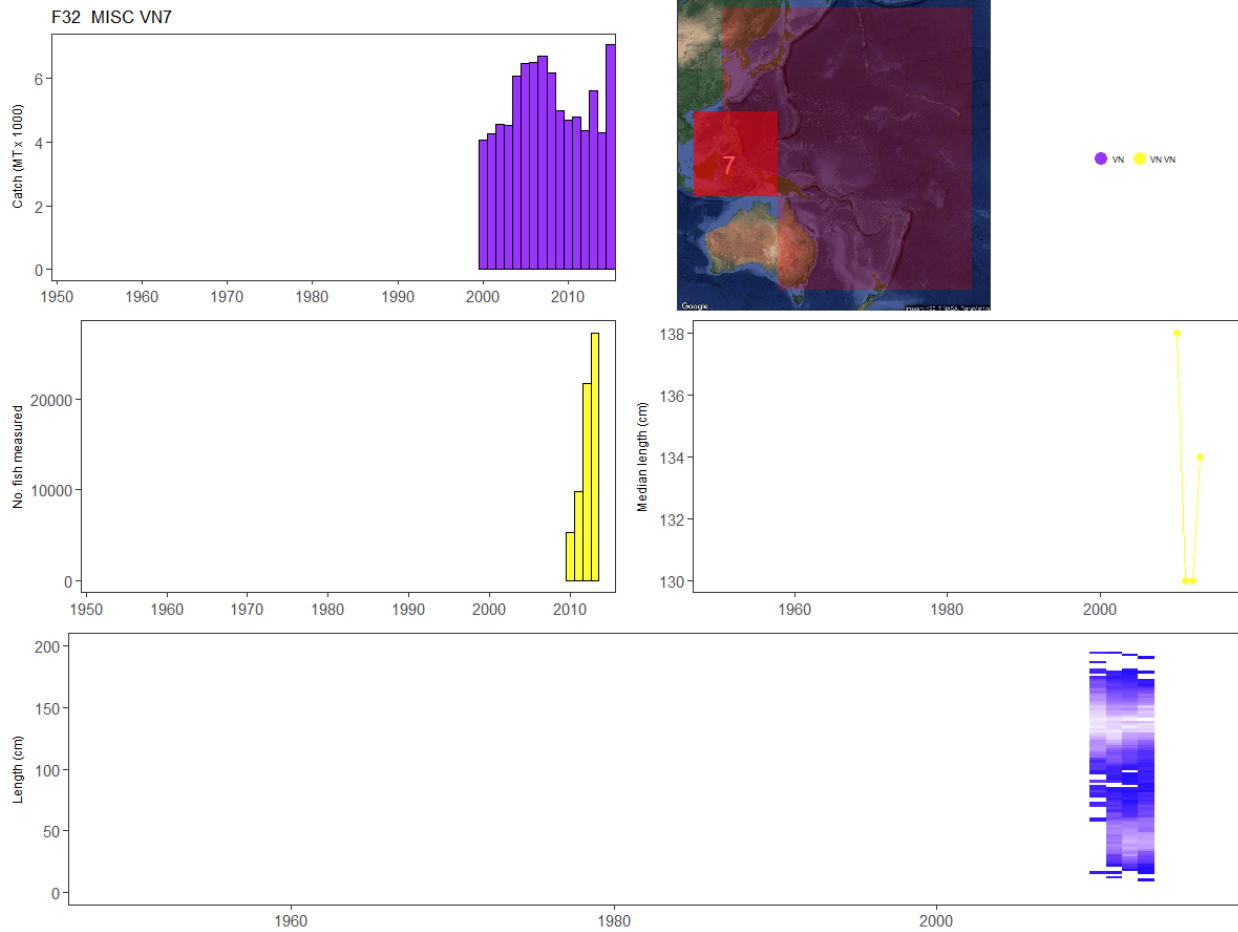 F32 MISC VN7
Catch (MT x 1000)
6
4
2
0
1950 1960 1970 1980 1990 2000 2010
7
Google
VN VN VN
No. fish measured
20000
10000
0
1950 1960 1970 1980 1990 2000 2010
Median length (cm)
138
136
134
132
130
1960 1980 2000
Length (cm)
200
150
100
50
0
1960 1980 2000